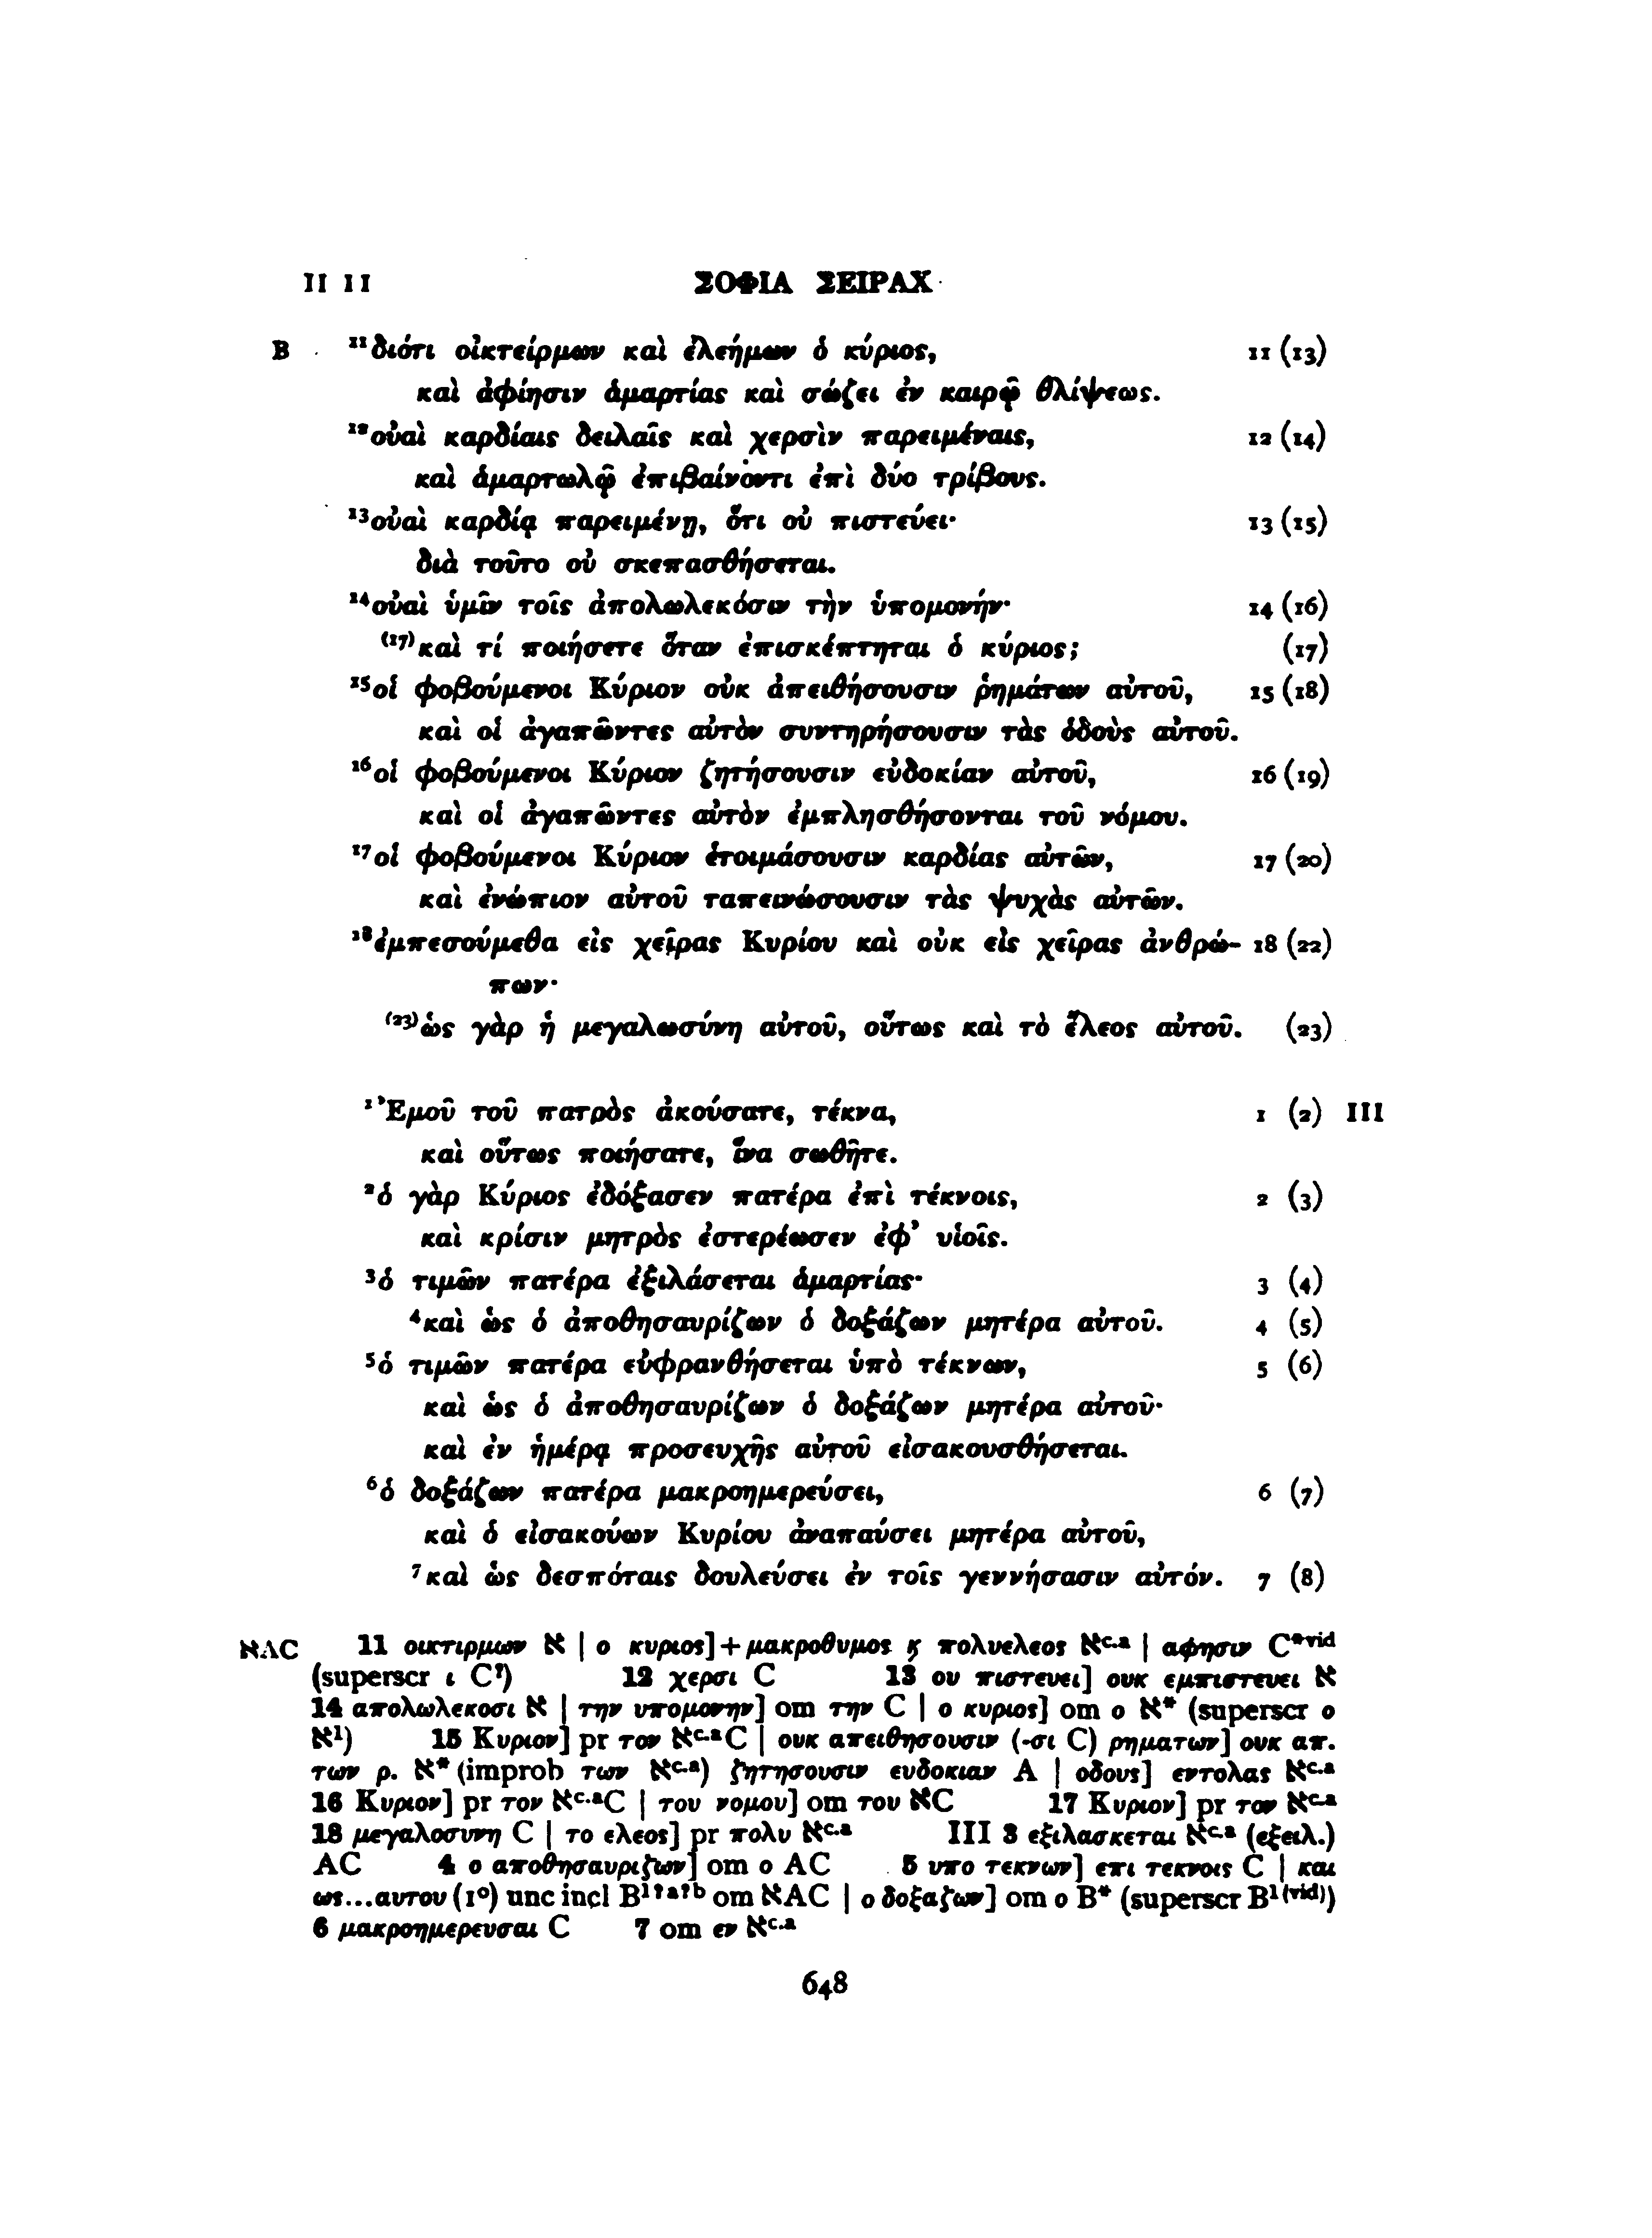 II 11 ΣΟΦΙΑ ΣΕΙΡΑΧ
B ¹¹διότι οἰκτείρμων καὶ ἐλεήμων ὁ κύριος, 11 (13)
καὶ ἀφίησιν ἁμαρτίας καὶ σώζει ἐν καιρῷ θλίψεως.
¹²οὐαὶ καρδίαις δειλαῖς καὶ χερσὶν παρειμέναις, 12 (14)
καὶ ἁμαρτωλῷ ἐπιβαίνοντι ἐπὶ δύο τρίβους.
¹³οὐαὶ καρδίᾳ παρειμένῃ, ὅτι οὐ πιστεύει· 13 (15)
διὰ τοῦτο οὐ σκεπασθήσεται.
¹⁴οὐαὶ ὑμῖν τοῖς ἀπολωλεκόσιν τὴν ὑπομονήν· 14 (16)
⁽¹⁷⁾καὶ τί ποιήσετε ὅταν ἐπισκέπτηται ὁ κύριος; (17)
¹⁵οἱ φοβούμενοι Κύριον οὐκ ἀπειθήσουσιν ῥημάτων αὐτοῦ, 15 (18)
καὶ οἱ ἀγαπῶντες αὐτὸν συντηρήσουσιν τὰς ὁδοὺς αὐτοῦ.
¹⁶οἱ φοβούμενοι Κύριον ζητήσουσιν εὐδοκίαν αὐτοῦ, 16 (19)
καὶ οἱ ἀγαπῶντες αὐτὸν ἐμπλησθήσονται τοῦ νόμου.
¹⁷οἱ φοβούμενοι Κύριον ἑτοιμάσουσιν καρδίας αὐτῶν, 17 (20)
καὶ ἐνώπιον αὐτοῦ ταπεινώσουσιν τὰς ψυχὰς αὐτῶν.
¹⁸ἐμπεσούμεθα εἰς χεῖρας Κυρίου καὶ οὐκ εἰς χεῖρας ἀνθρώ- 18 (22)
πων·
⁽²³⁾ὡς γὰρ ἡ μεγαλωσύνη αὐτοῦ, οὕτως καὶ τὸ ἔλεος αὐτοῦ. (23)
¹Ἐμοῦ τοῦ πατρὸς ἀκούσατε, τέκνα, 1 (2) III
καὶ οὕτως ποιήσατε, ἵνα σωθῆτε.
²ὁ γὰρ Κύριος ἐδόξασεν πατέρα ἐπὶ τέκνοις, 2 (3)
καὶ κρίσιν μητρὸς ἐστερέωσεν ἐφ᾽ υἱοῖς.
³ὁ τιμῶν πατέρα ἐξιλάσεται ἁμαρτίας· 3 (4)
⁴καὶ ὡς ὁ ἀποθησαυρίζων ὁ δοξάζων μητέρα αὐτοῦ. 4 (5)
⁵ὁ τιμῶν πατέρα εὐφρανθήσεται ὑπὸ τέκνων, 5 (6)
καὶ ὡς ὁ ἀποθησαυρίζων ὁ δοξάζων μητέρα αὐτοῦ·
καὶ ἐν ἡμέρᾳ προσευχῆς αὐτοῦ εἰσακουσθήσεται.
⁶ὁ δοξάζων πατέρα μακροημερεύσει, 6 (7)
καὶ ὁ εἰσακούων Κυρίου ἀναπαύσει μητέρα αὐτοῦ,
⁷καὶ ὡς δεσπόταις δουλεύσει ἐν τοῖς γεννήσασιν αὐτόν. 7 (8)
אAC 11 οικτιρμων א | ο κυριος]+μακροθυμος ϗ πολυελεος אᶜ·ᵃ | αφησιν C*ᵛⁱᵈ
(superscr ι C?) 12 χερσι C 13 ου πιστευει] ουκ εμπιστευει א
14 απολωλεκοσι א | την υπομονην] om την C | ο κυριος] om ο א* (superscr ο
א¹) 15 Κυριον] pr τον אᶜ·ᵃC | ουκ απειθησουσιν (-σι C) ρηματων] ουκ απ.
των ρ. א* (improb των אᶜ·ᵃ) ζητησουσιν ευδοκιαν A | οδους] εντολας אᶜ·ᵃ
16 Κυριον] pr τον אᶜ·ᵃC | του νομου] om του אC 17 Κυριον] pr τον אᶜ·ᵃ
18 μεγαλοσυνη C | το ελεος] pr πολυ אᶜ·ᵃ III 3 εξιλασκεται אᶜ·ᵃ (εξειλ.)
AC 4 ο αποθησαυριζων] om ο AC 5 υπο τεκνων] επι τεκνοις C | και
ως...αυτου (1°) unc incl B¹?ᵃ?ᵇ om אAC | ο δοξαζων] om ο B* (superscr B¹⁽ᵛⁱᵈ⁾)
6 μακροημερευσαι C 7 om εν אᶜ·ᵃ
648